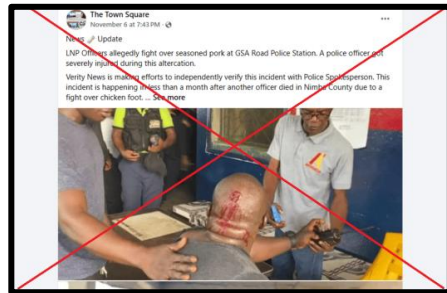 The Town Square
November 6 at 7:43 PM ·
News Update
LNP Officers allegedly fight over seasoned pork at GSA Road Police Station. A police officer got
severely injured during this altercation.
Verity News is making efforts to independently verify this incident with Police Spokesperson. This
incident is happening in less than a month after another officer died in Nimba County due to a
fight over chicken foot. ... See more